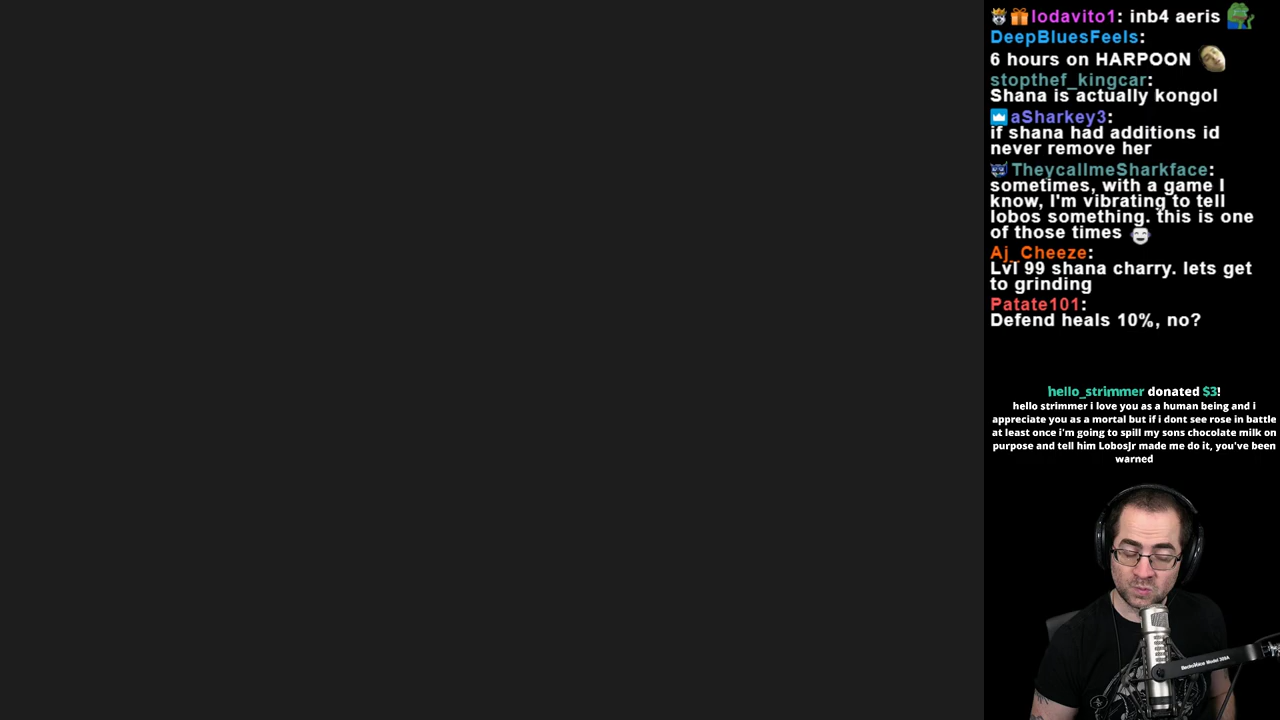 lodavito1: inb4 aeris
DeepBluesFeels:
6 hours on HARPOON
stopthef_kingcar:
Shana is actually kongol
aSharkey3:
if shana had additions id
never remove her
TheycallmeSharkface:
sometimes, with a game I
know, I'm vibrating to tell
lobos something. this is one
of those times
Aj_Cheeze:
Lvl 99 shana charry. lets get
to grinding
Patate101:
Defend heals 10%, no?
hello_strimmer donated $3!
hello strimmer i love you as a human being and i
appreciate you as a mortal but if i dont see rose in battle
at least once i'm going to spill my sons chocolate milk on
purpose and tell him LobosJr made me do it, you've been
warned
ElectroVoice Model 309A